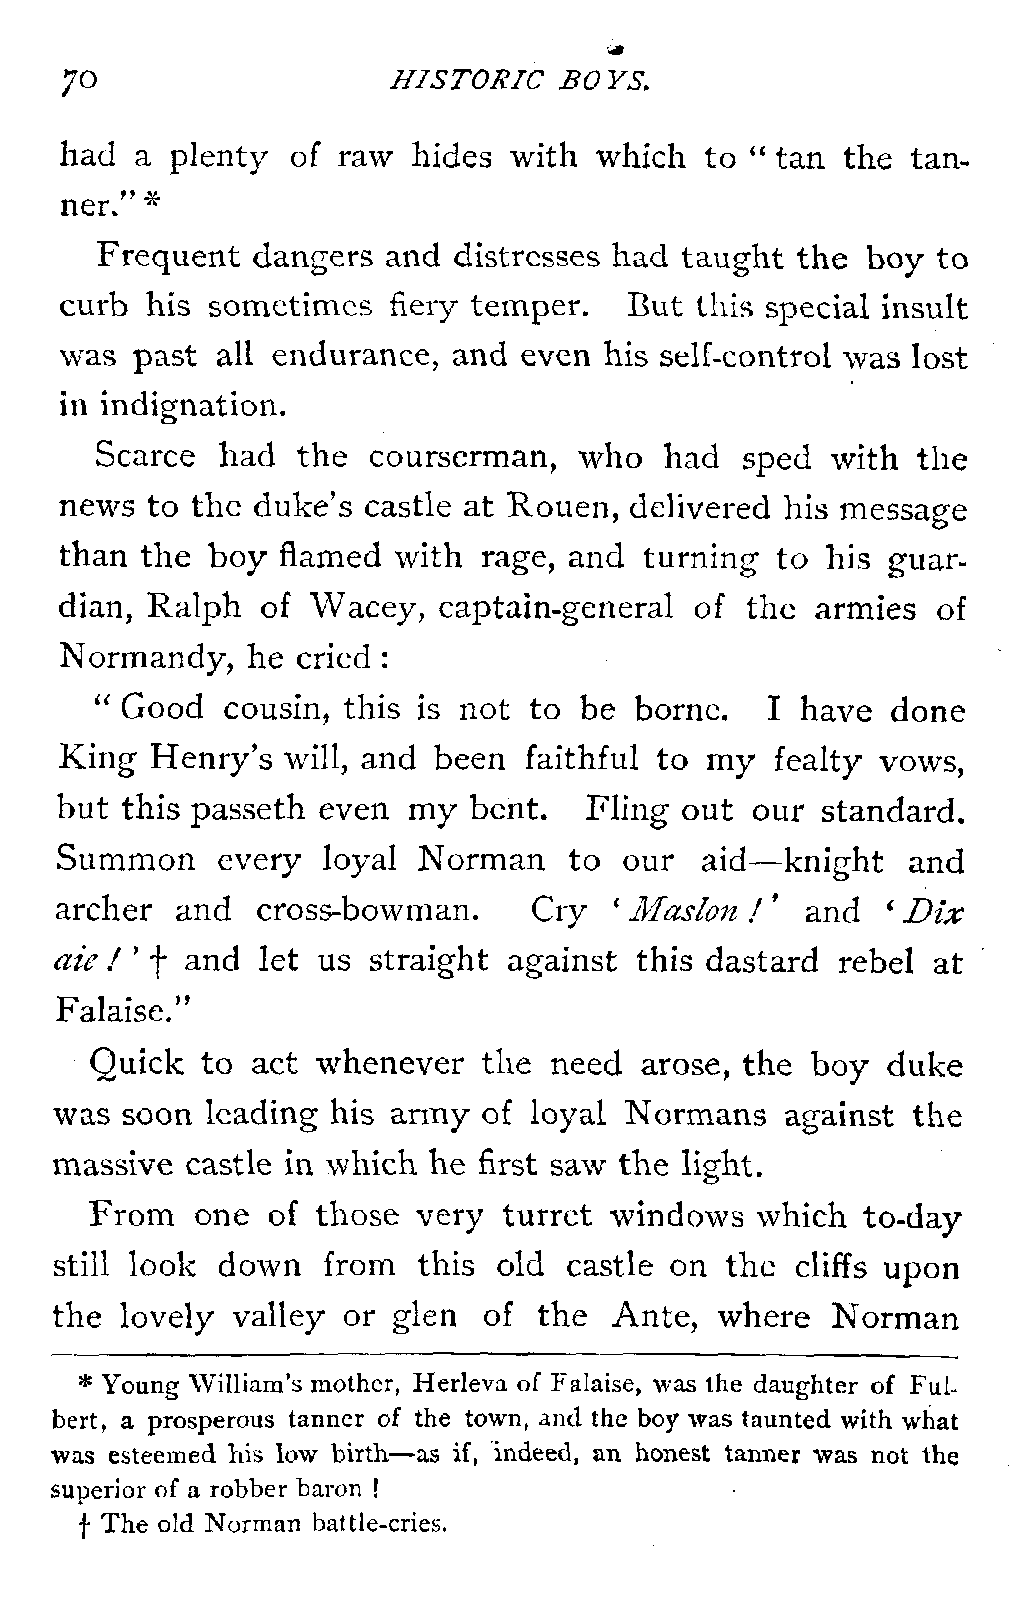 70 HISTORIC BOYS.
had a plenty of raw hides with which to “ tan the tan-
ner.” *
Frequent dangers and distresses had taught the boy to
curb his sometimes fiery temper. But this special insult
was past all endurance, and even his self-control was lost
in indignation.
Scarce had the courserman, who had sped with the
news to the duke’s castle at Rouen, delivered his message
than the boy flamed with rage, and turning to his guar-
dian, Ralph of Wacey, captain-general of the armies of
Normandy, he cried :
“ Good cousin, this is not to be borne. I have done
King Henry’s will, and been faithful to my fealty vows,
but this passeth even my bent. Fling out our standard.
Summon every loyal Norman to our aid—knight and
archer and cross-bowman. Cry ‘ Maslon ! ’ and ‘ Dix
aie ! ’ † and let us straight against this dastard rebel at
Falaise.”
Quick to act whenever the need arose, the boy duke
was soon leading his army of loyal Normans against the
massive castle in which he first saw the light.
From one of those very turret windows which to-day
still look down from this old castle on the cliffs upon
the lovely valley or glen of the Ante, where Norman
* Young William’s mother, Herleva of Falaise, was the daughter of Ful-
bert, a prosperous tanner of the town, and the boy was taunted with what
was esteemed his low birth—as if, indeed, an honest tanner was not the
superior of a robber baron !
† The old Norman battle-cries.